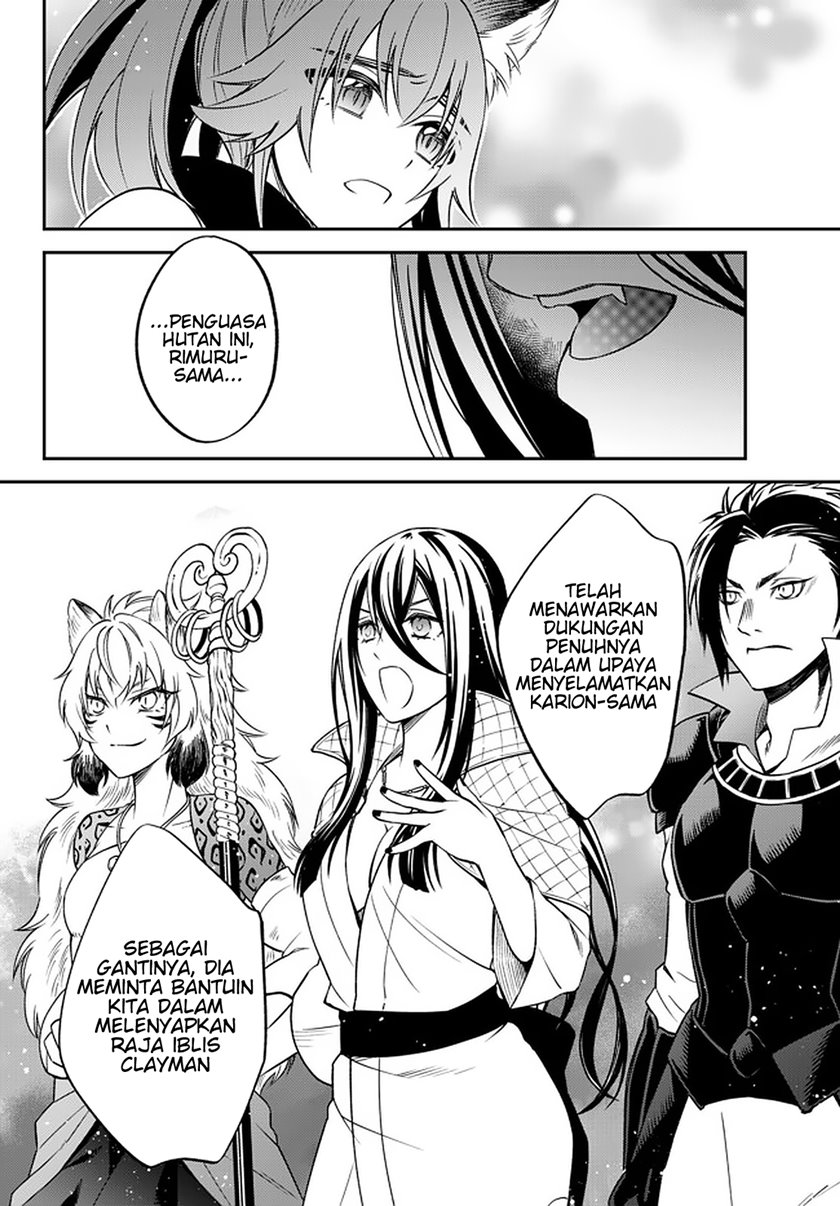 ...PENGUASA
HUTAN INI,
RIMURU-
SAMA...
TELAH
MENAWARKAN
DUKUNGAN
PENUHNYA
DALAM UPAYA
MENYELAMATKAN
KARION-SAMA
SEBAGAI
GANTINYA, DIA
MEMINTA BANTUIN
KITA DALAM
MELENYAPKAN
RAJA IBLIS
CLAYMAN